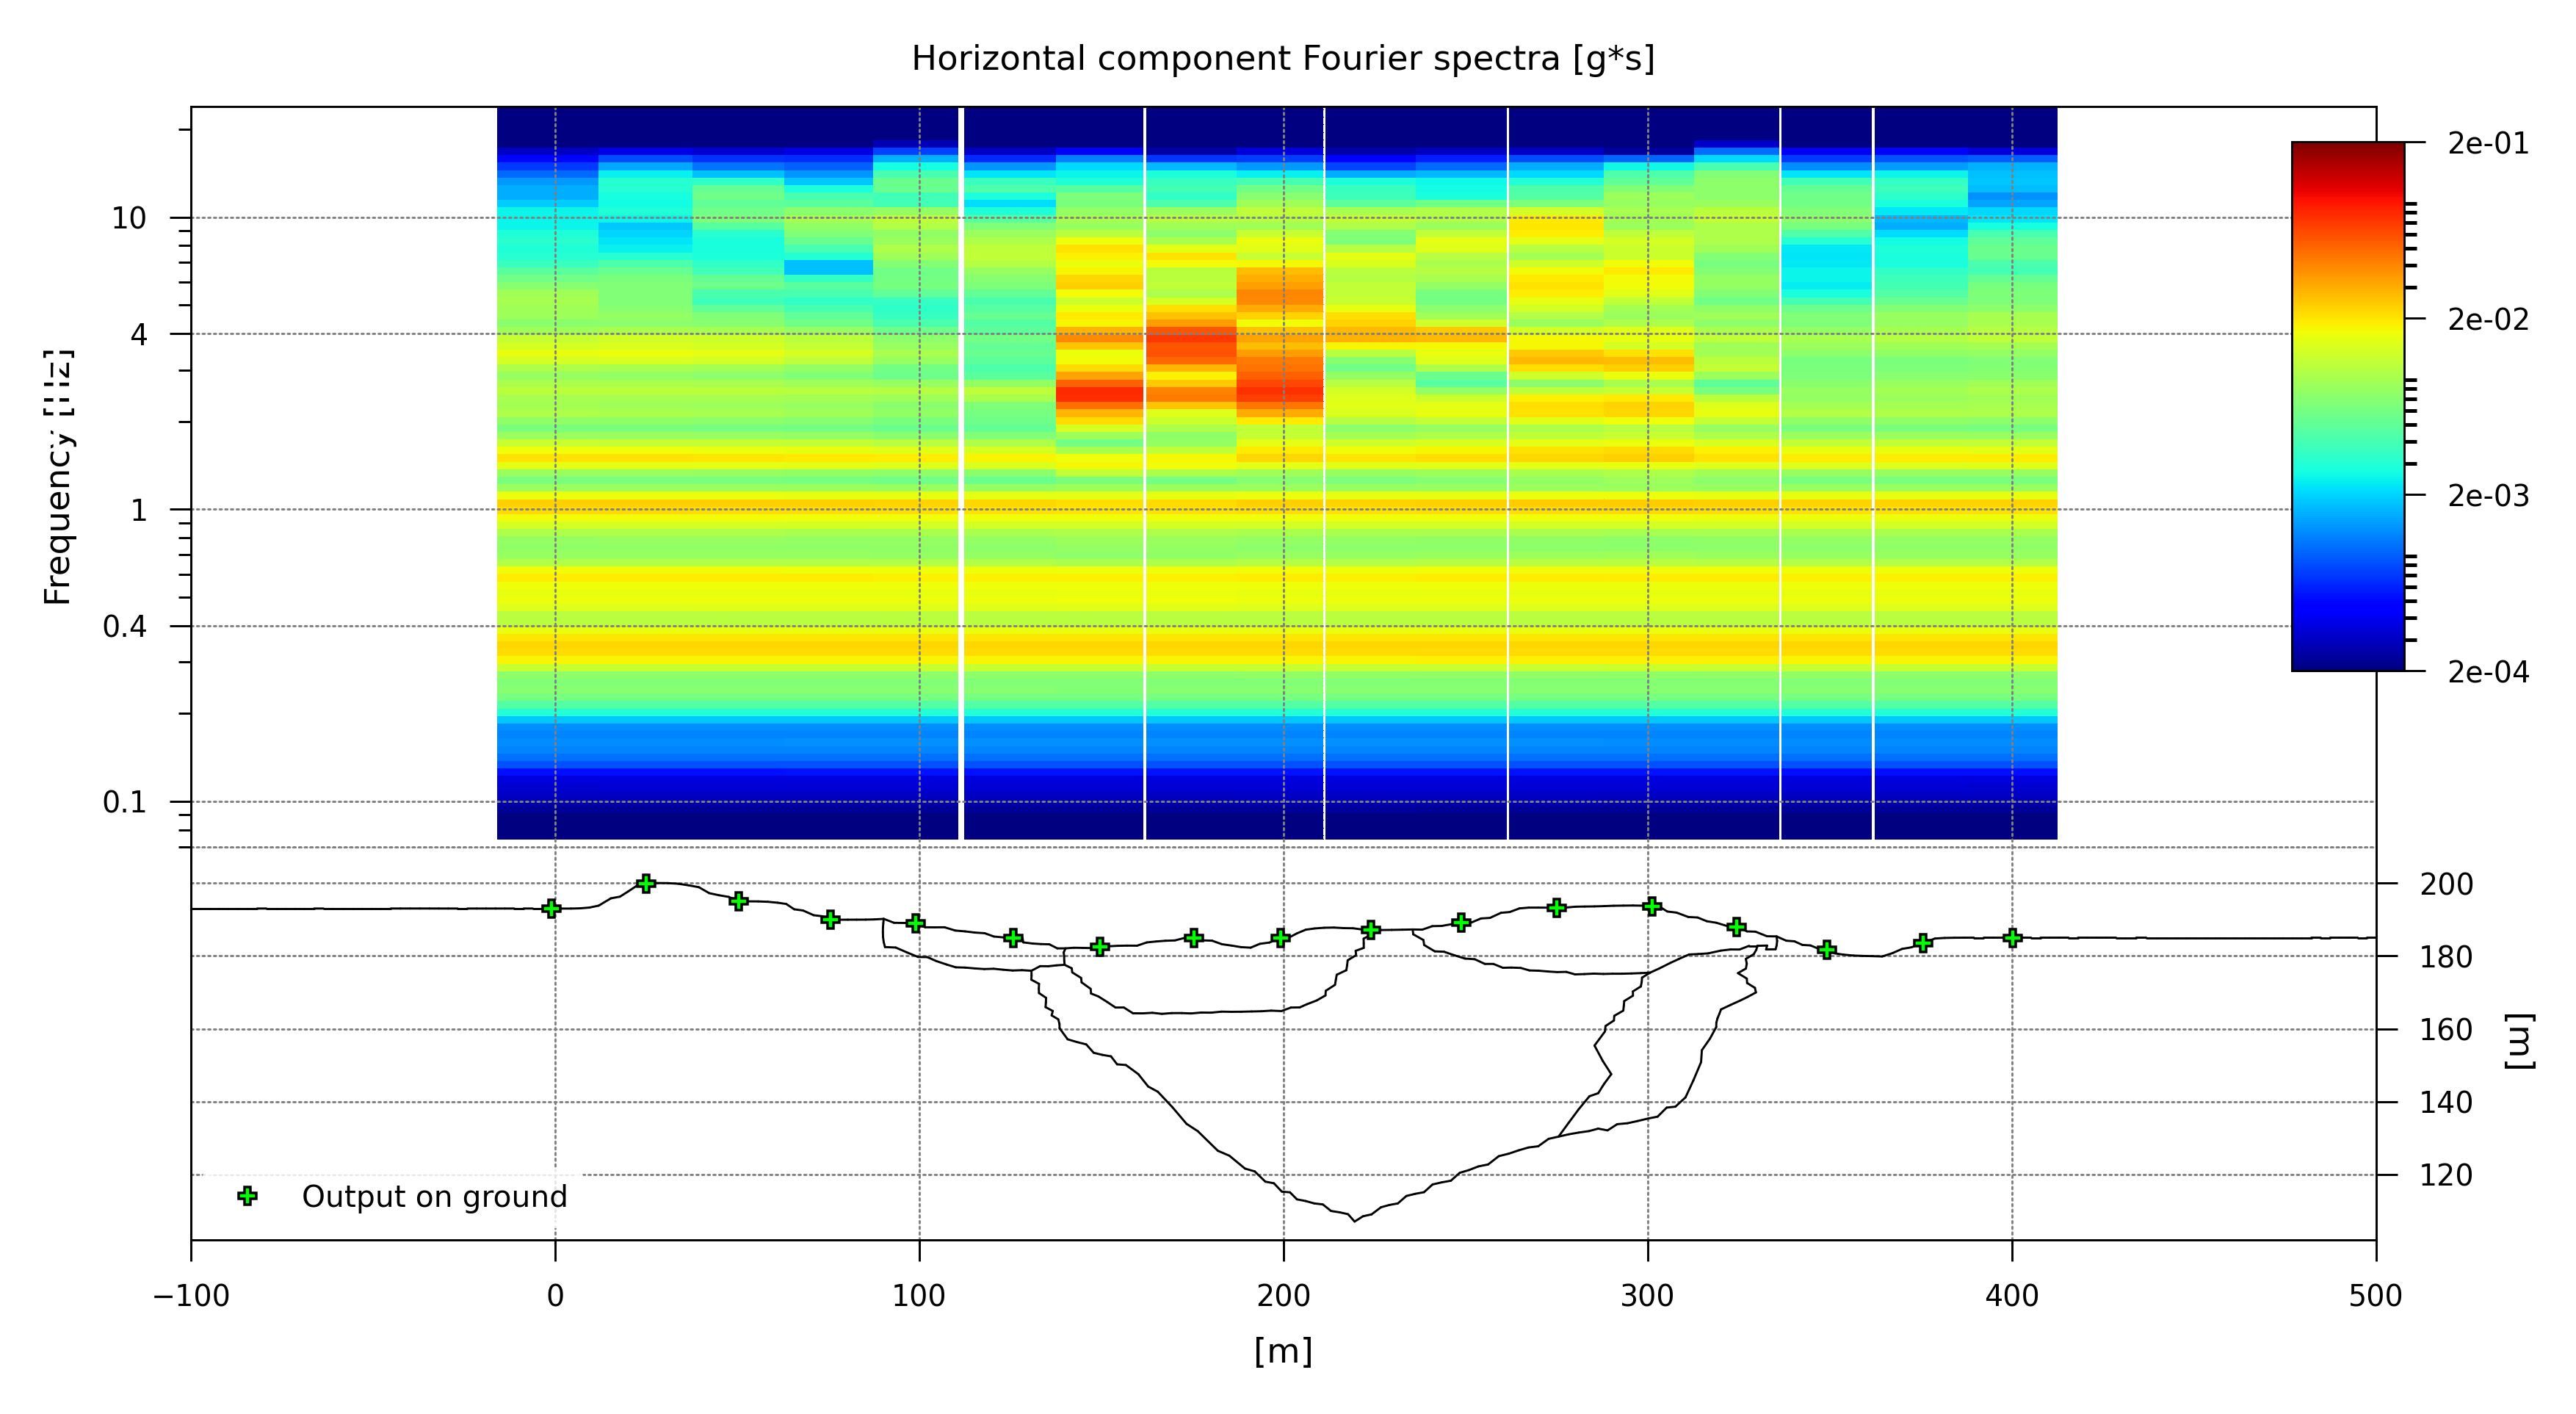 Horizontal component Fourier spectra [g*s]
2e-01
2e-02
2e-03
2e-04
10
4
1
0.4
0.1
Frequency [Hz]
200
180
160
140
120
[m]
Output on ground
−100 0 100 200 300 400 500
[m]